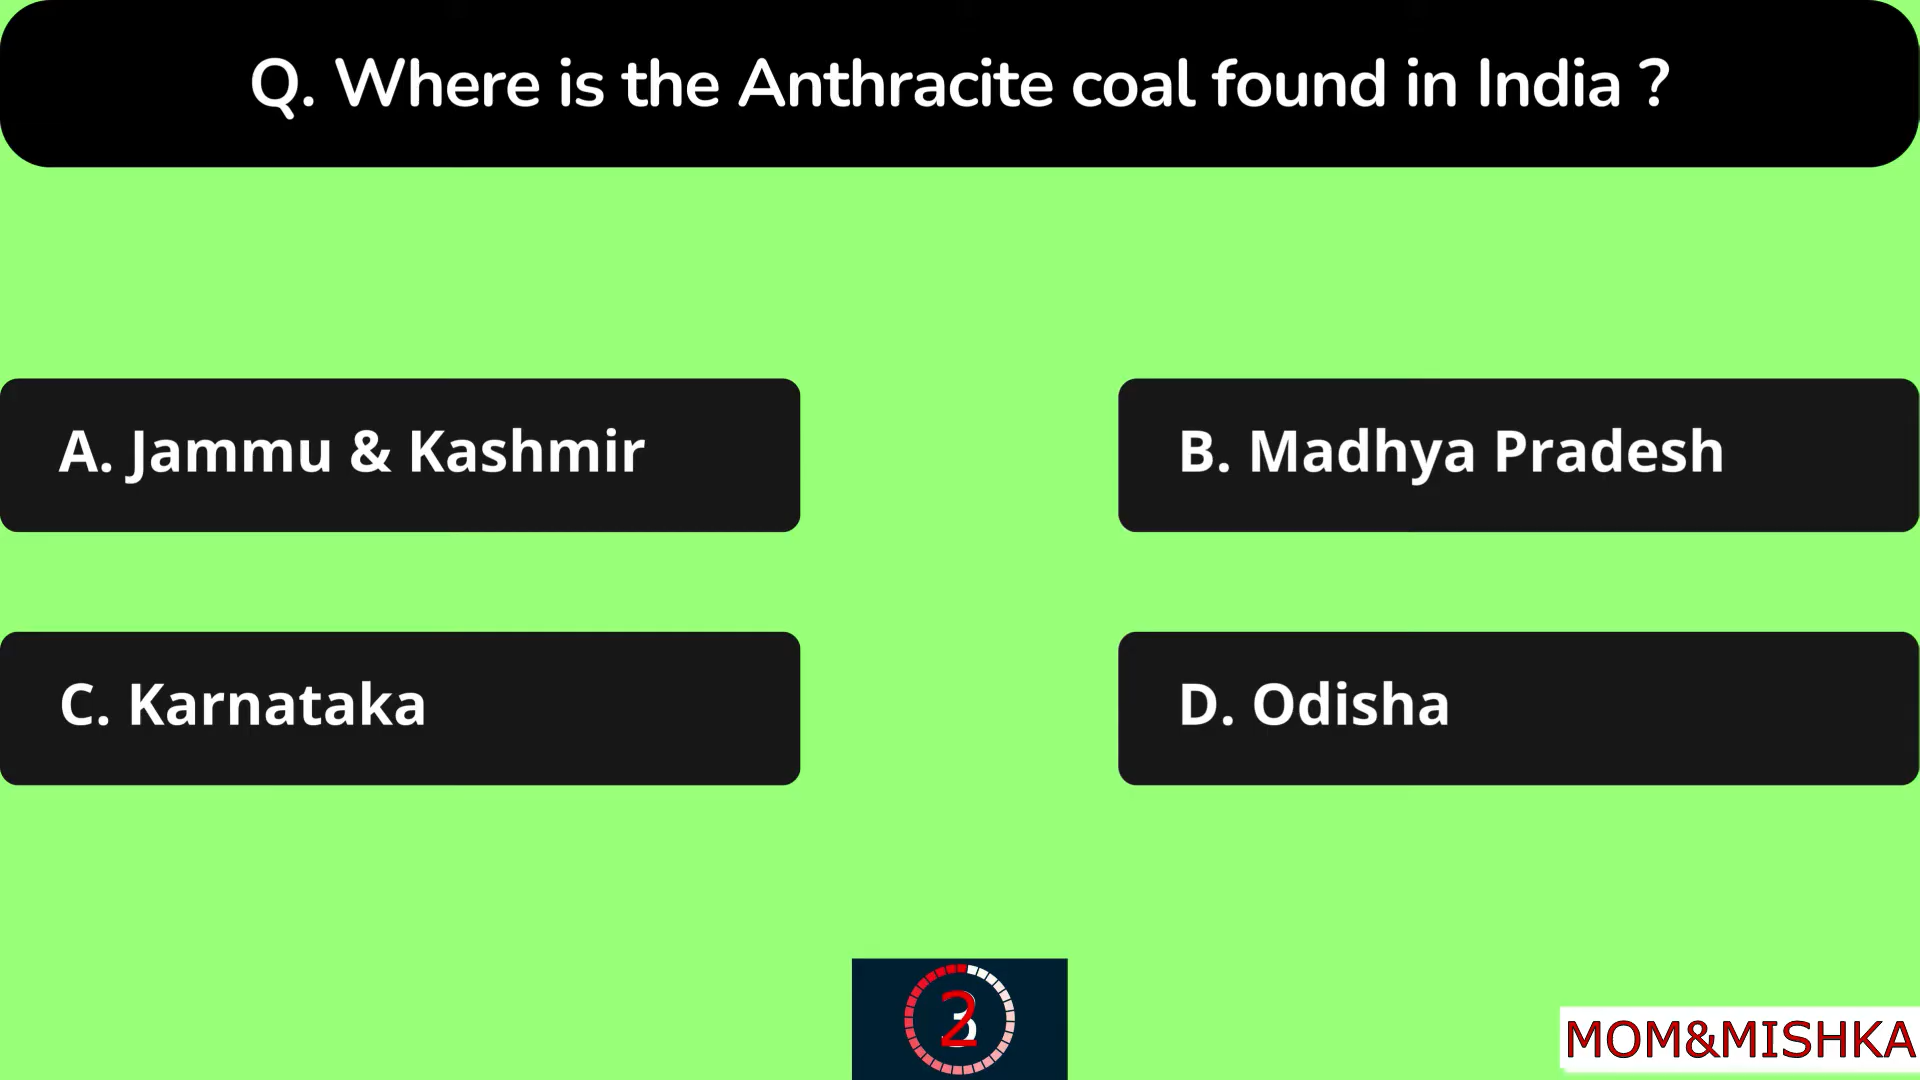 Q. Where is the Anthracite coal found in India ?
A. Jammu & Kashmir
B. Madhya Pradesh
C. Karnataka
D. Odisha
2
MOM&MISHKA